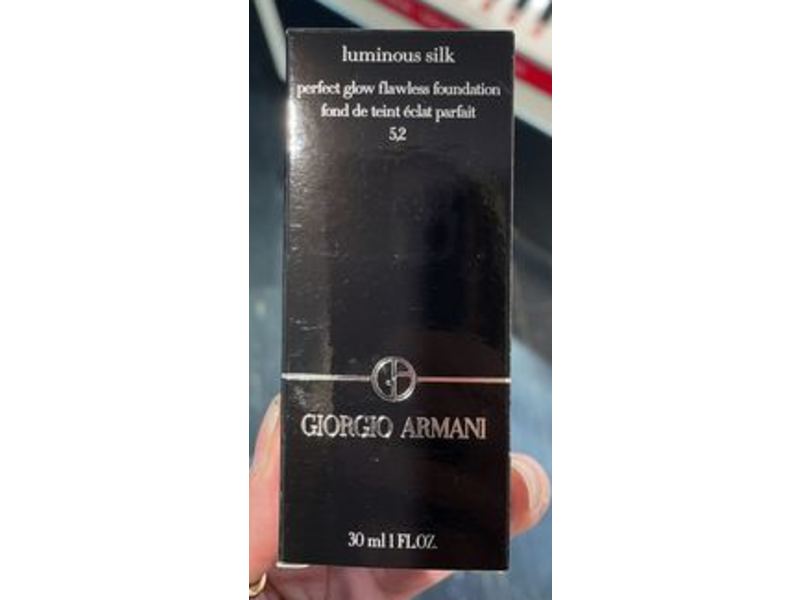 luminous silk
perfect glow flawless foundation
fond de teint éclat parfait
5,2
GIORGIO ARMANI
30 ml 1 FL.OZ.